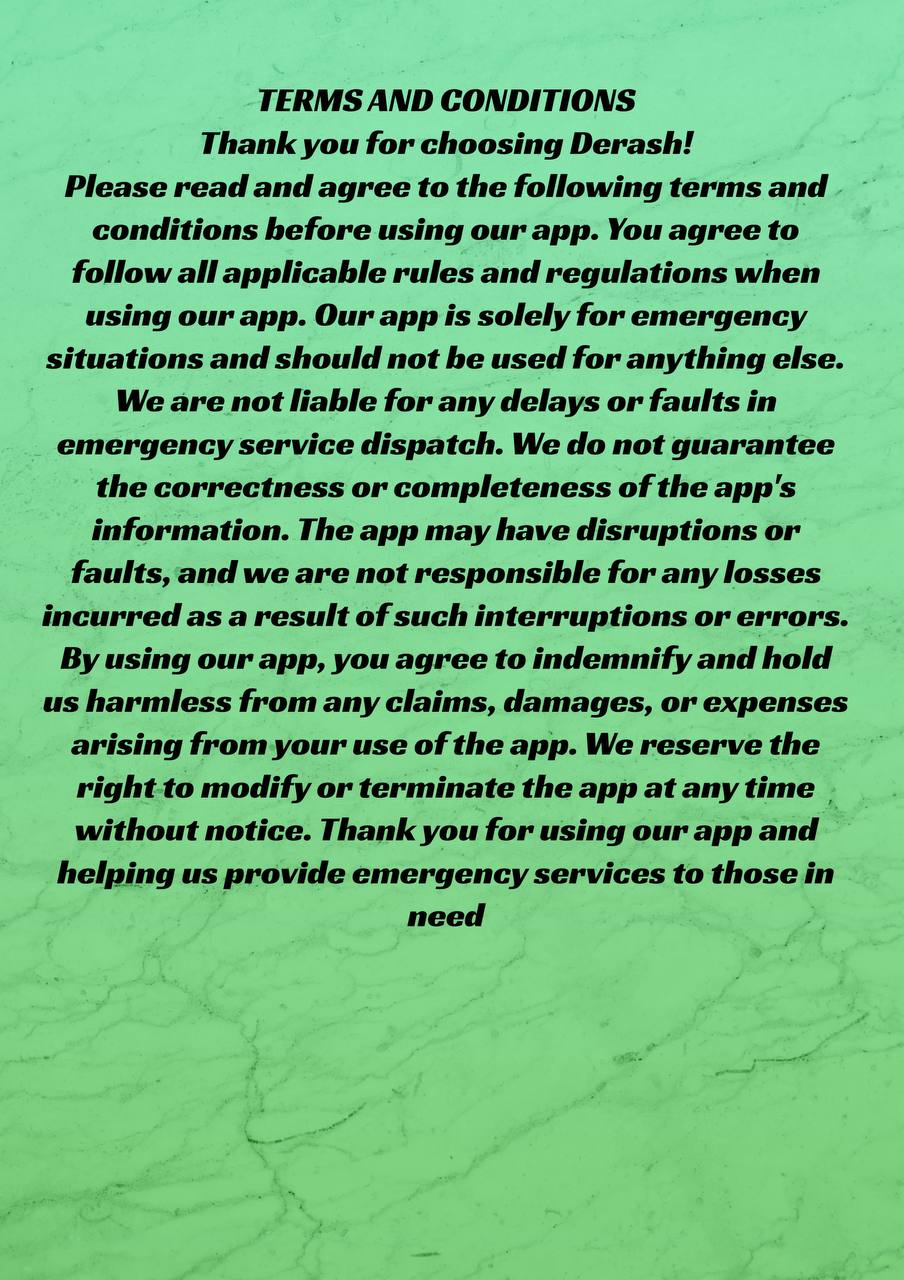 TERMS AND CONDITIONS
Thank you for choosing Derash!
Please read and agree to the following terms and
conditions before using our app. You agree to
follow all applicable rules and regulations when
using our app. Our app is solely for emergency
situations and should not be used for anything else.
We are not liable for any delays or faults in
emergency service dispatch. We do not guarantee
the correctness or completeness of the app's
information. The app may have disruptions or
faults, and we are not responsible for any losses
incurred as a result of such interruptions or errors.
By using our app, you agree to indemnify and hold
us harmless from any claims, damages, or expenses
arising from your use of the app. We reserve the
right to modify or terminate the app at any time
without notice. Thank you for using our app and
helping us provide emergency services to those in
need